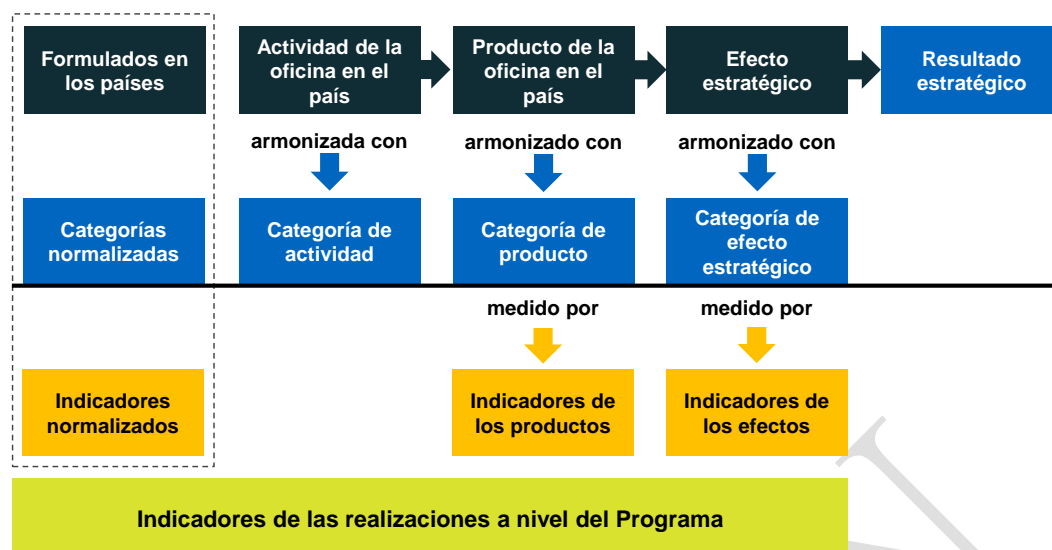 Formulados en
los países
Actividad de la
oficina en el
país
Producto de la
oficina en el
país
Efecto
estratégico
Resultado
estratégico
armonizada con
armonizado con
armonizado con
Categorías
normalizadas
Categoría de
actividad
Categoría de
producto
Categoría de
efecto
estratégico
medido por
medido por
Indicadores
normalizados
Indicadores de
los productos
Indicadores de
los efectos
Indicadores de las realizaciones a nivel del Programa